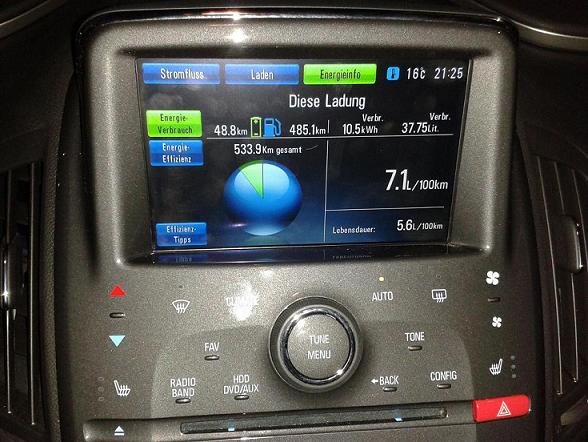 Stromfluss Laden Energieinfo 16°c 21:25
Diese Ladung
Energie-
Verbrauch
48.8km 485.1km
Verbr.
10.5kWh
Verbr.
37.75Lit.
Energie-
Effizienz
533.9Km gesamt
7.1L/100km
Lebensdauer: 5.6L/100km
Effizienz-
Tipps
AUTO
TUNE
MENU
FAV
TONE
RADIO
BAND
HDD
DVD/AUX
BACK
CONFIG